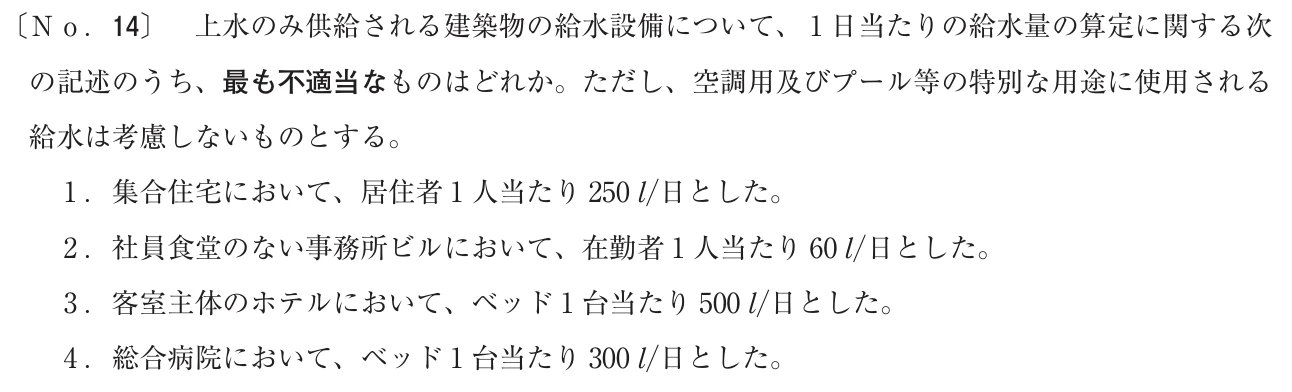 〔Ｎｏ．14〕　上水のみ供給される建築物の給水設備について、１日当たりの給水量の算定に関する次
の記述のうち、最も不適当なものはどれか。ただし、空調用及びプール等の特別な用途に使用される
給水は考慮しないものとする。
１．集合住宅において、居住者１人当たり 250 l/日とした。
２．社員食堂のない事務所ビルにおいて、在勤者１人当たり 60 l/日とした。
３．客室主体のホテルにおいて、ベッド１台当たり 500 l/日とした。
４．総合病院において、ベッド１台当たり 300 l/日とした。